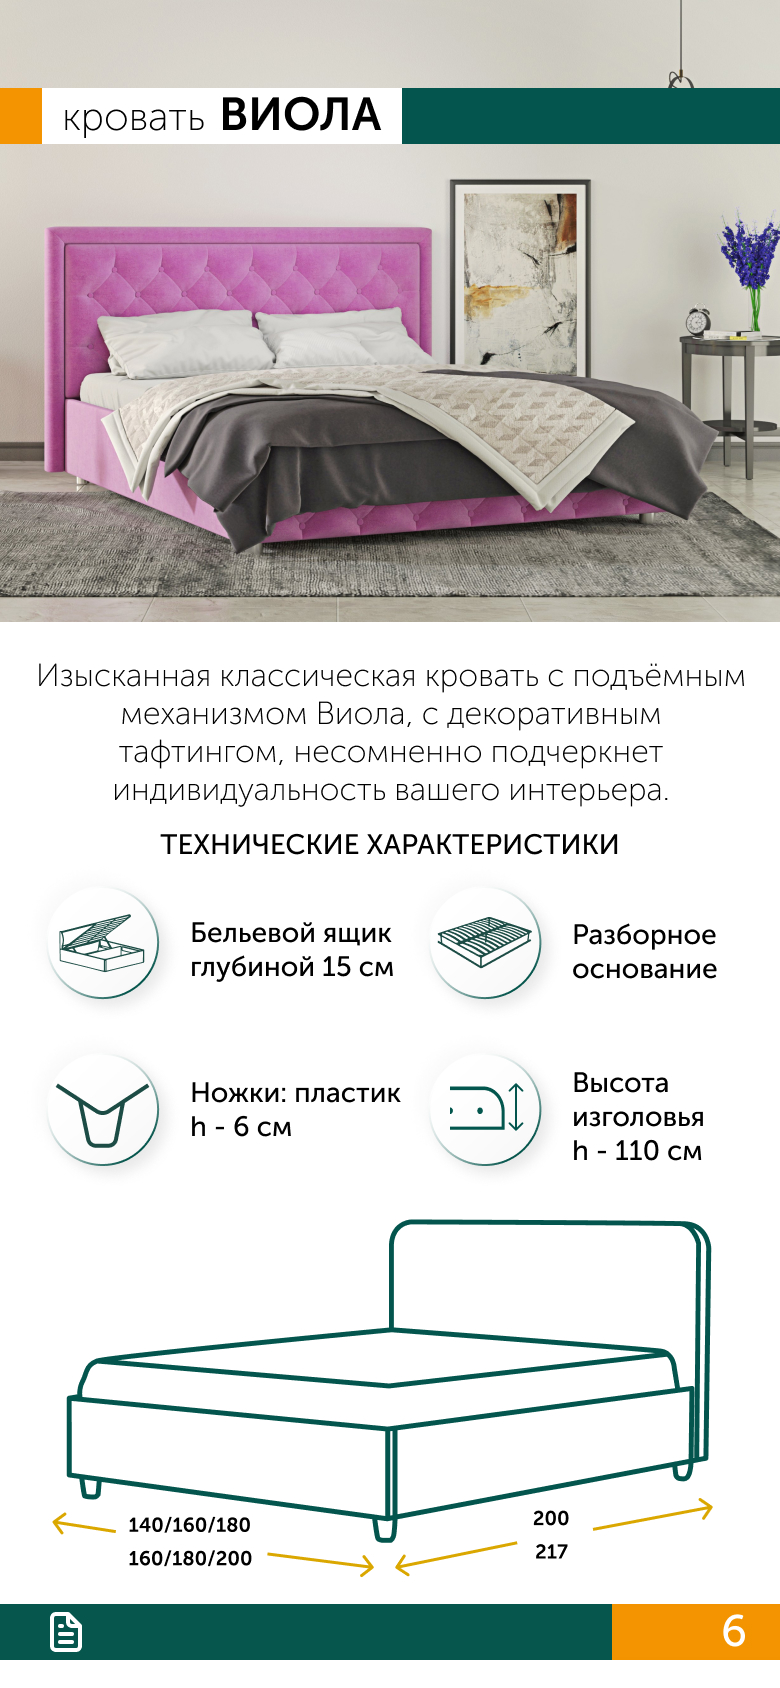 кровать ВИОЛА
Изысканная классическая кровать с подъёмным
механизмом Виола, с декоративным
тафтингом, несомненно подчеркнет
индивидуальность вашего интерьера.
ТЕХНИЧЕСКИЕ ХАРАКТЕРИСТИКИ
Бельевой ящик
глубиной 15 см
Разборное
основание
Ножки: пластик
h - 6 см
Высота
изголовья
h - 110 см
140/160/180
160/180/200
200
217
6